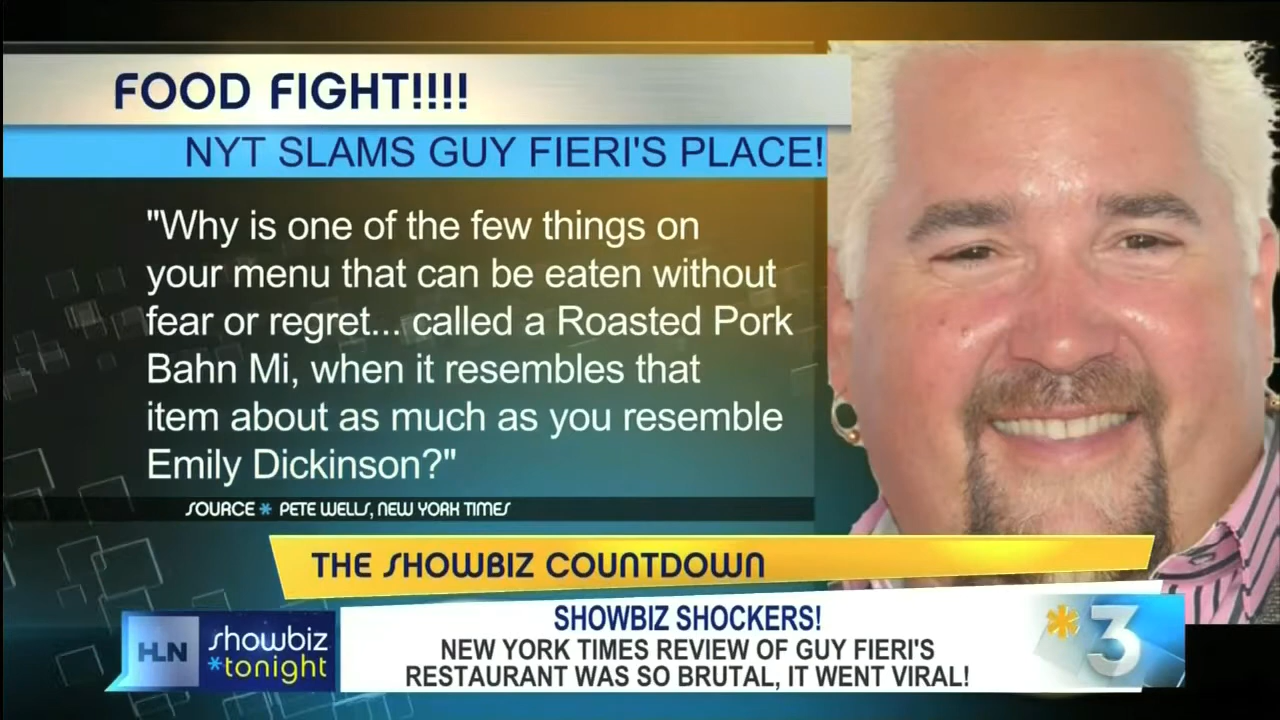 FOOD FIGHT!!!!
NYT SLAMS GUY FIERI'S PLACE!
"Why is one of the few things on
your menu that can be eaten without
fear or regret... called a Roasted Pork
Bahn Mi, when it resembles that
item about as much as you resemble
Emily Dickinson?"
SOURCE * PETE WELLS, NEW YORK TIMES
THE SHOWBIZ COUNTDOWN
HLN
showbiz
*tonight
SHOWBIZ SHOCKERS!
NEW YORK TIMES REVIEW OF GUY FIERI'S
RESTAURANT WAS SO BRUTAL, IT WENT VIRAL!
*3